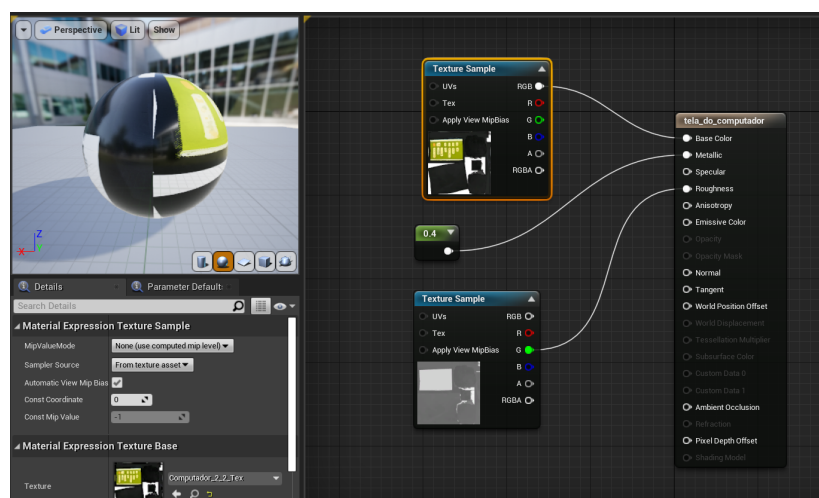 Perspective Lit Show
Texture Sample
UVs RGB
Tex R
Apply View MipBias G
B
A
RGBA
0.4
Texture Sample
UVs RGB
Tex R
Apply View MipBias G
B
A
RGBA
tela_do_computador
Base Color
Metallic
Specular
Roughness
Anisotropy
Emissive Color
Opacity
Opacity Mask
Normal
Tangent
World Position Offset
World Displacement
Tessellation Multiplier
Subsurface Color
Custom Data 0
Custom Data 1
Ambient Occlusion
Refraction
Pixel Depth Offset
Shading Model
Z
X
Details Parameter Default
Search Details
Material Expression Texture Sample
MipValueMode None (use computed mip level)
Sampler Source From texture asset
Automatic View Mip Bias
Const Coordinate 0
Const Mip Value -1
Material Expression Texture Base
Texture Computador_2_2_Tex